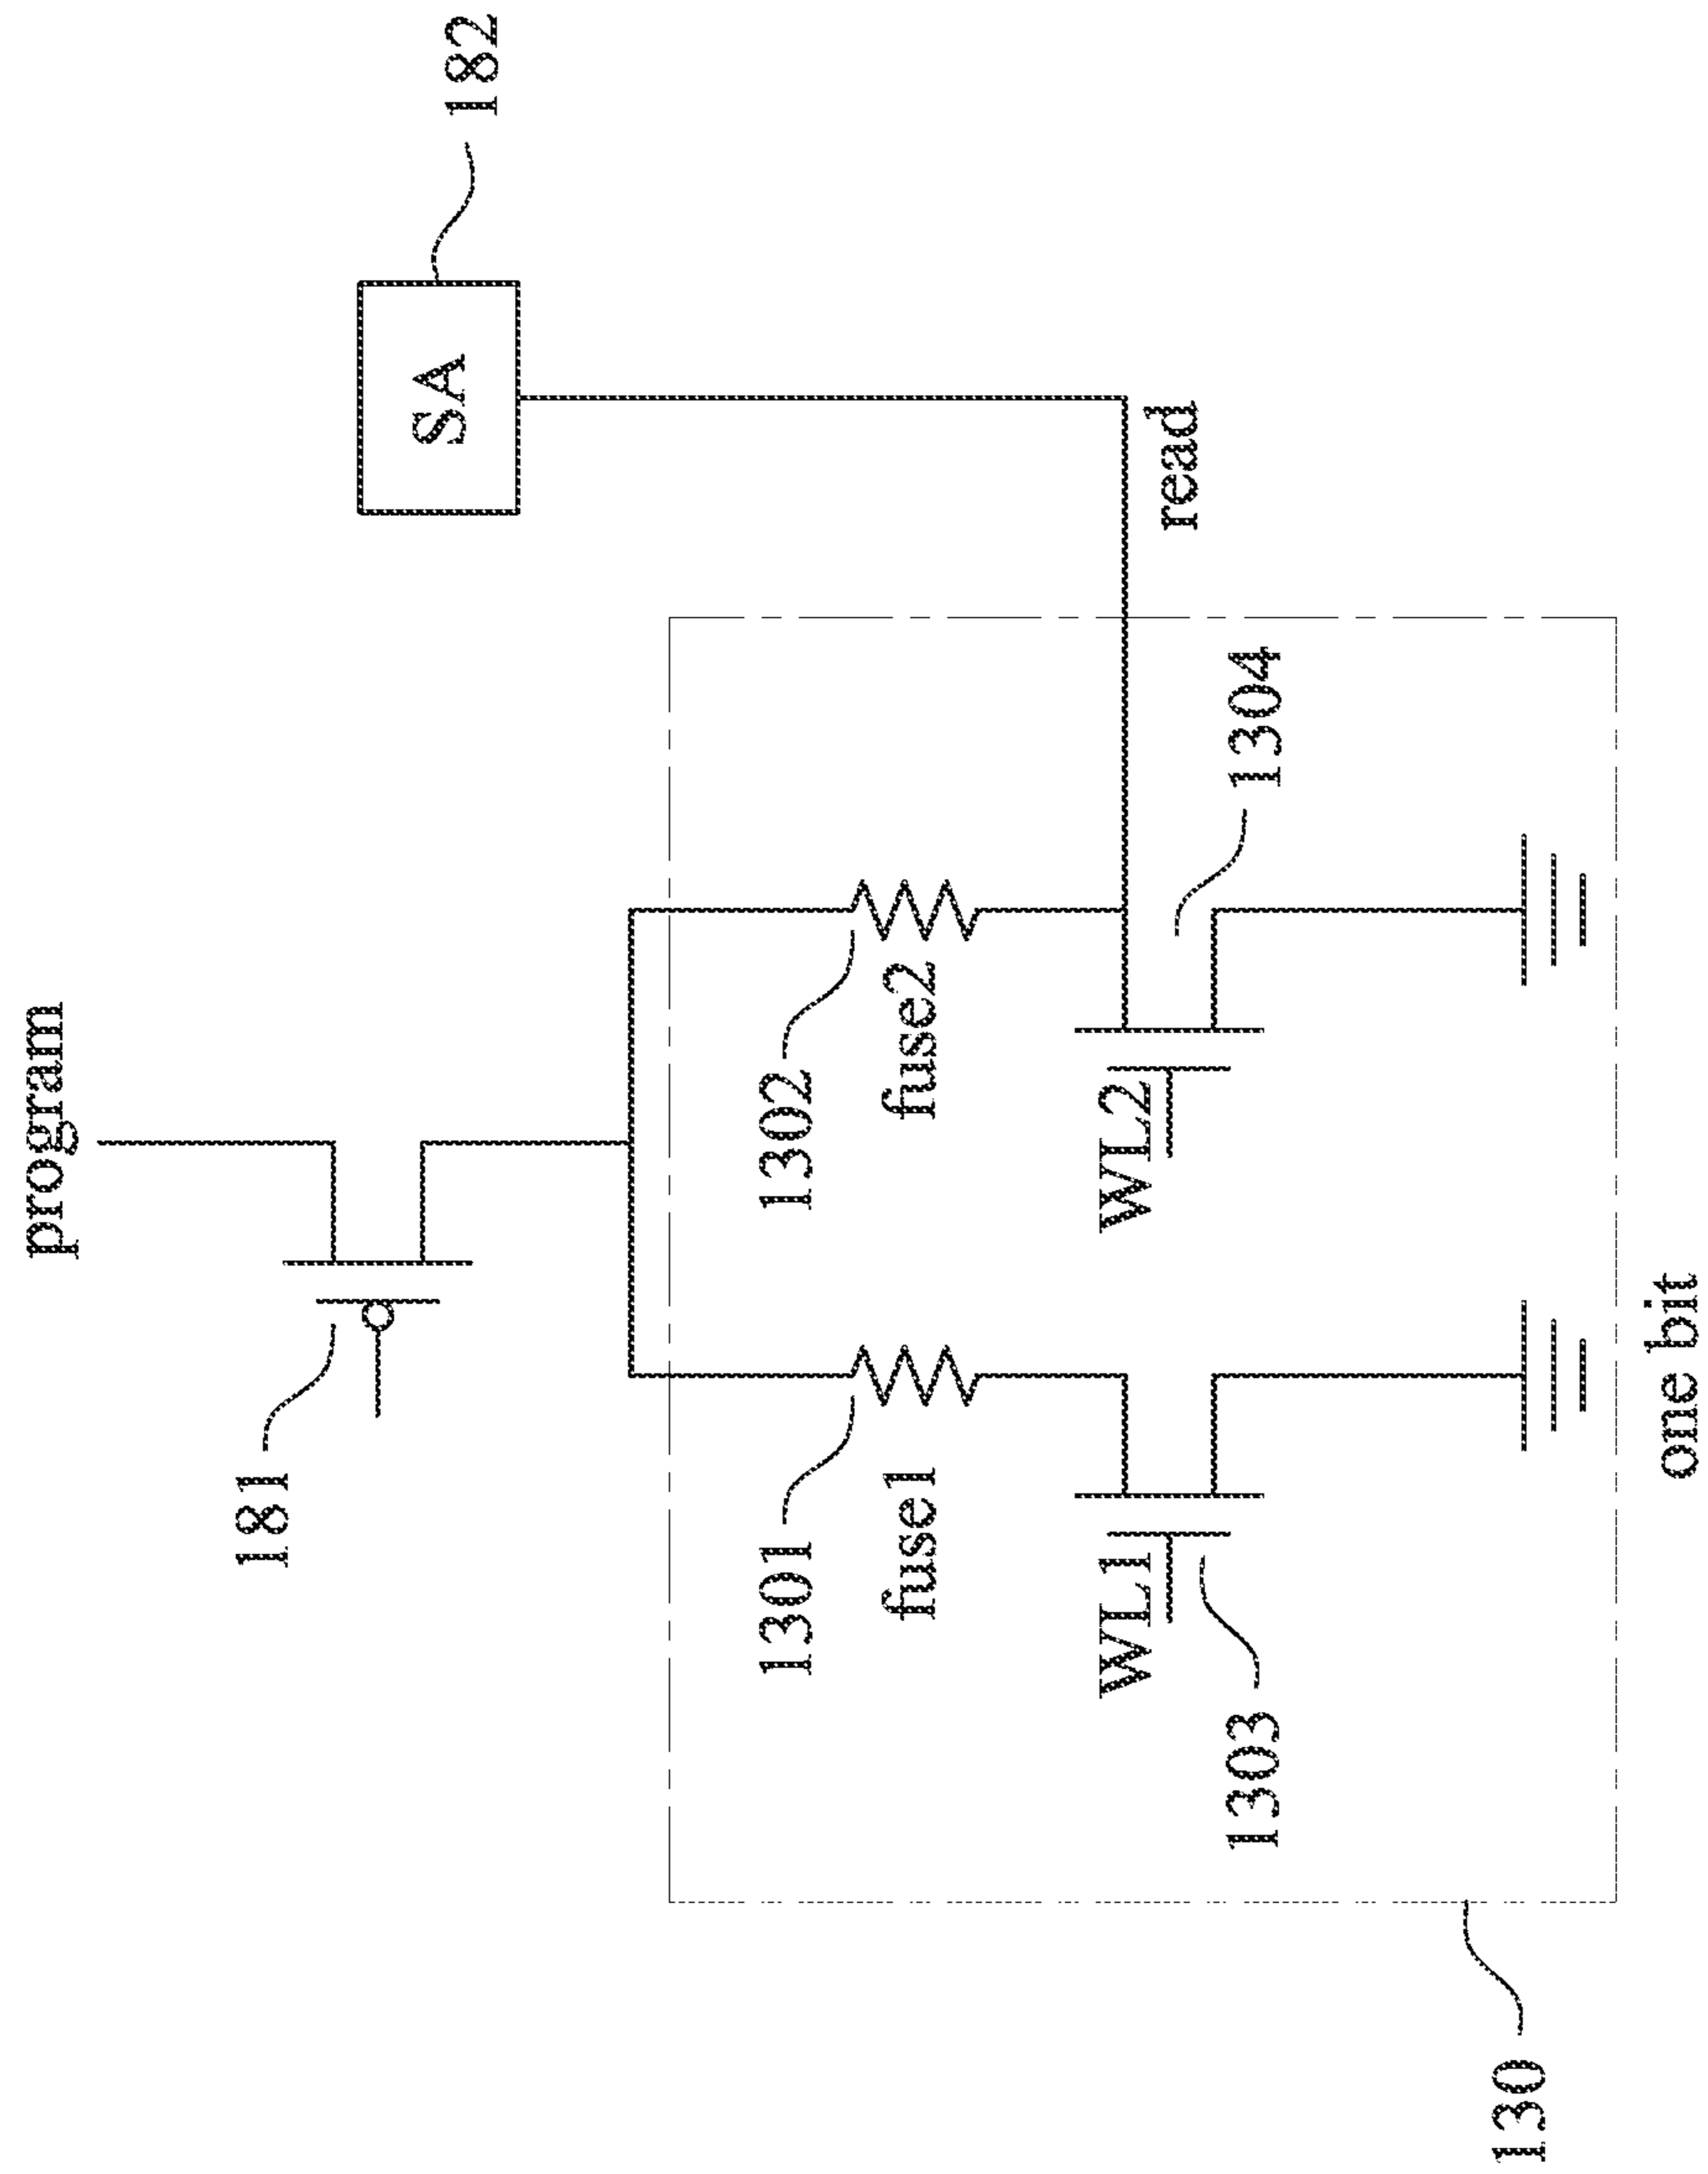 program
181
SA
182
1301
fuse1
1302
fuse2
WL1
1303
WL2
1304
read
130
one bit